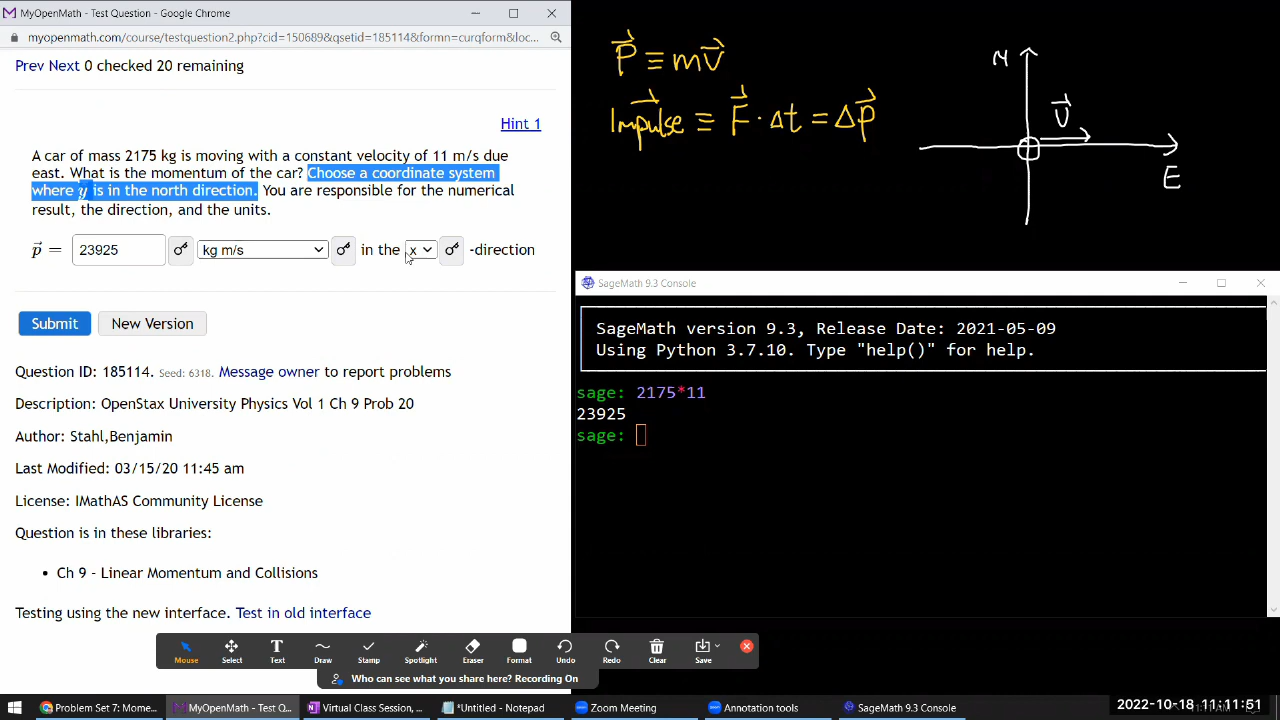 MyOpenMath - Test Question - Google Chrome
myopenmath.com/course/testquestion2.php?cid=150689&qsetid=185114&formn=curqform&loc
Prev Next 0 checked 20 remaining
Hint 1
A car of mass 2175 kg is moving with a constant velocity of 11 m/s due
east. What is the momentum of the car? Choose a coordinate system
where y is in the north direction. You are responsible for the numerical
result, the direction, and the units.
p⃗ = 23925 kg m/s in the x -direction
Submit New Version
Question ID: 185114. Seed: 6318. Message owner to report problems
Description: OpenStax University Physics Vol 1 Ch 9 Prob 20
Author: Stahl,Benjamin
Last Modified: 03/15/20 11:45 am
License: IMathAS Community License
Question is in these libraries:
• Ch 9 - Linear Momentum and Collisions
Testing using the new interface. Test in old interface
P⃗ ≡ mv⃗
Impulse ≡ F⃗ · Δt = ΔP⃗
N
v⃗
E
SageMath 9.3 Console
SageMath version 9.3, Release Date: 2021-05-09
Using Python 3.7.10. Type "help()" for help.
sage: 2175*11
23925
sage:
Mouse Select Text Draw Stamp Spotlight Eraser Format Undo Redo Clear Save
Who can see what you share here? Recording On
Problem Set 7: Mome... MyOpenMath - Test Q... Virtual Class Session, ... *Untitled - Notepad Zoom Meeting Annotation tools SageMath 9.3 Console
2022-10-18 11:11:51